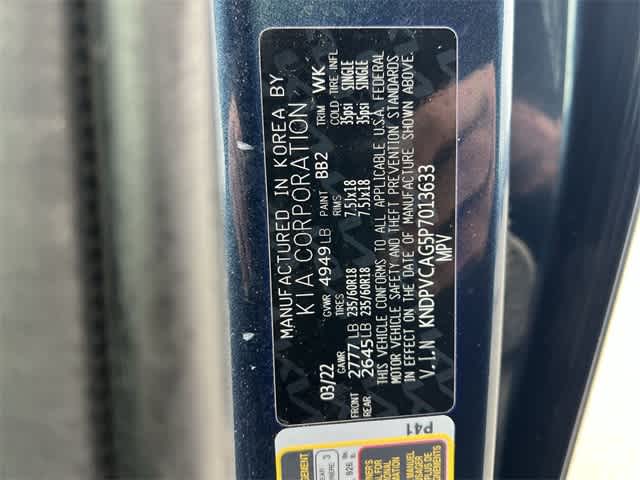 MANUFACTURED IN KOREA BY
KIA CORPORATION
03/22 GVWR 4949LB PAINT BB2 TRIM WK
GAWR TIRES RIMS COLD TIRE INFL
FRONT 2777LB 235/60R18 7.5Jx18 35psi SINGLE
REAR 2645LB 235/60R18 7.5Jx18 35psi SINGLE
THIS VEHICLE CONFORMS TO ALL APPLICABLE U.S.A. FEDERAL
MOTOR VEHICLE SAFETY AND THEFT PREVENTION STANDARDS
IN EFFECT ON THE DATE OF MANUFACTURE SHOWN ABOVE.
V.I.N KNDPVCAG5P7013633
MPV
P41